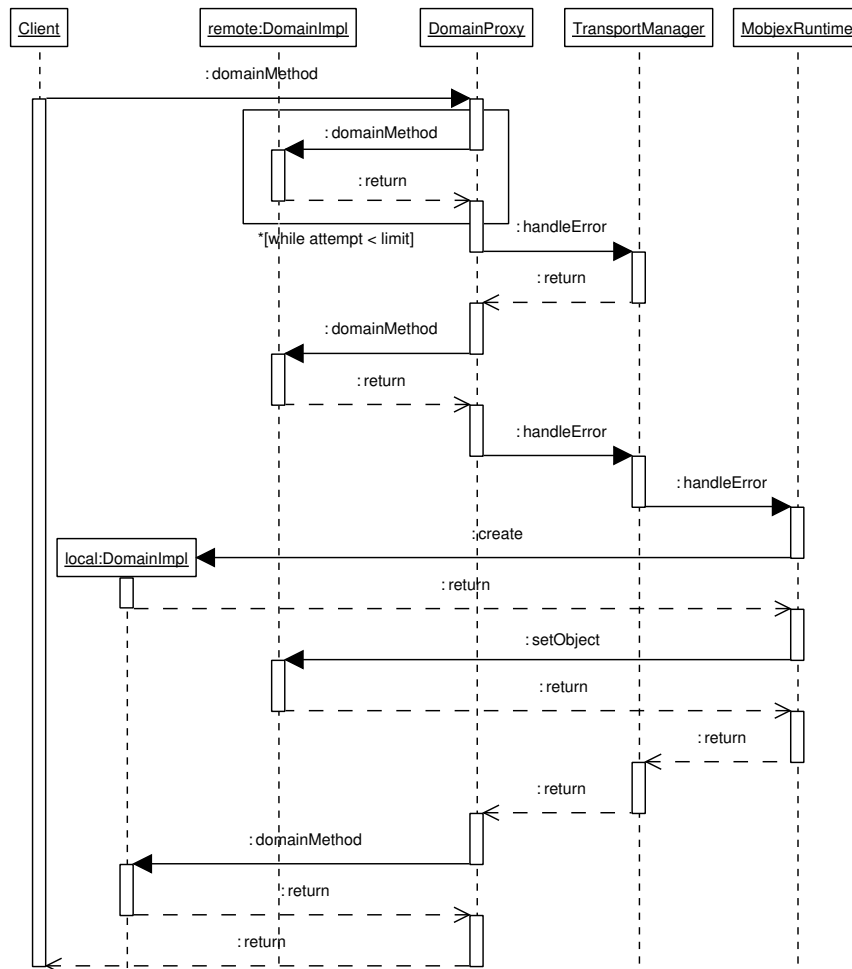 Client
remote:DomainImpl
DomainProxy
TransportManager
MobjexRuntime
: domainMethod
: domainMethod
: return
*[while attempt < limit]
: handleError
: return
: domainMethod
: return
: handleError
: handleError
: create
local:DomainImpl
: return
: setObject
: return
: return
: return
: domainMethod
: return
: return